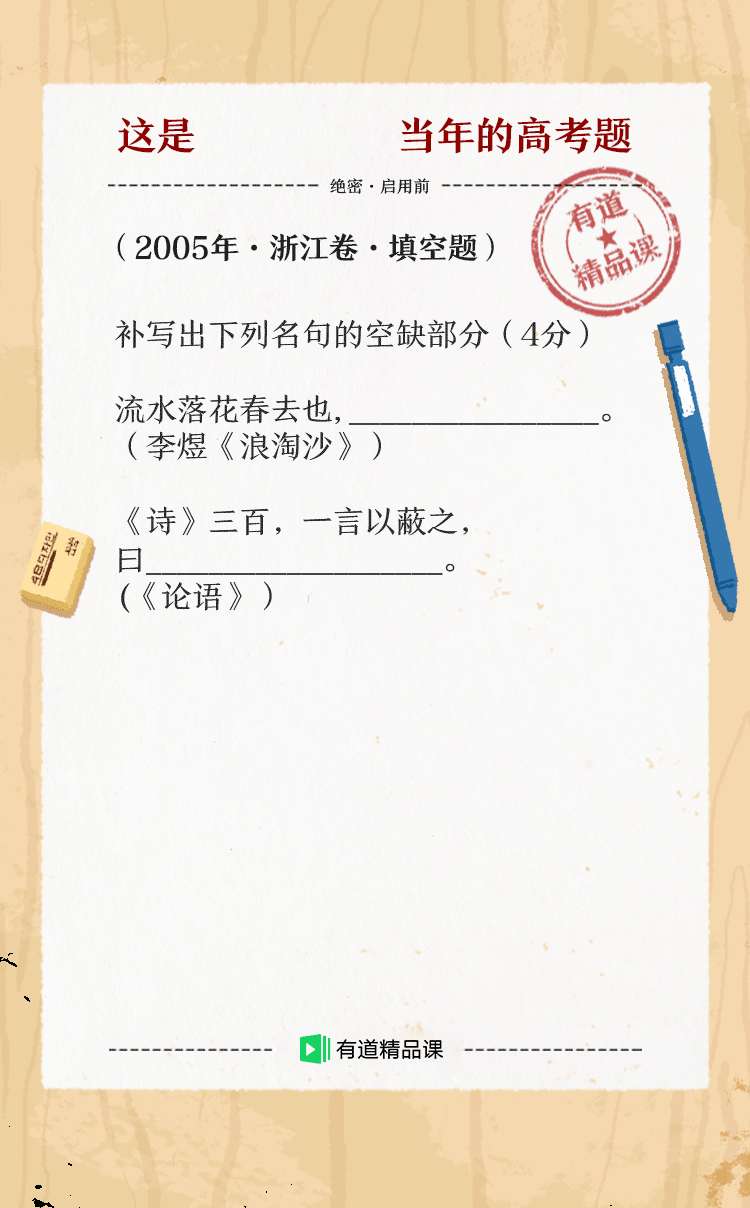 这是 当年的高考题
绝密·启用前
有道
精品课
（2005年·浙江卷·填空题）
补写出下列名句的空缺部分（4分）
流水落花春去也,________________。
（李煜《浪淘沙》）
《诗》三百，一言以蔽之，
曰___________________。
(《论语》）
有道精品课